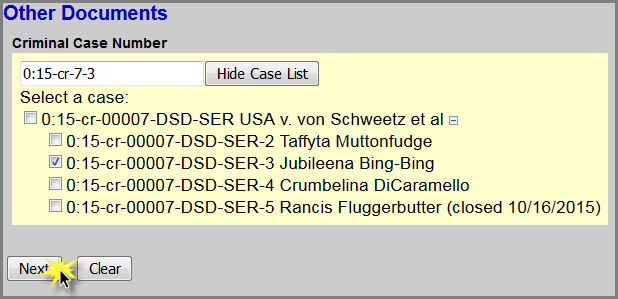 Other Documents
Criminal Case Number
0:15-cr-7-3 Hide Case List
Select a case:
0:15-cr-00007-DSD-SER USA v. von Schweetz et al
0:15-cr-00007-DSD-SER-2 Taffyta Muttonfudge
0:15-cr-00007-DSD-SER-3 Jubileena Bing-Bing
0:15-cr-00007-DSD-SER-4 Crumbelina DiCaramello
0:15-cr-00007-DSD-SER-5 Rancis Fluggerbutter (closed 10/16/2015)
Next Clear